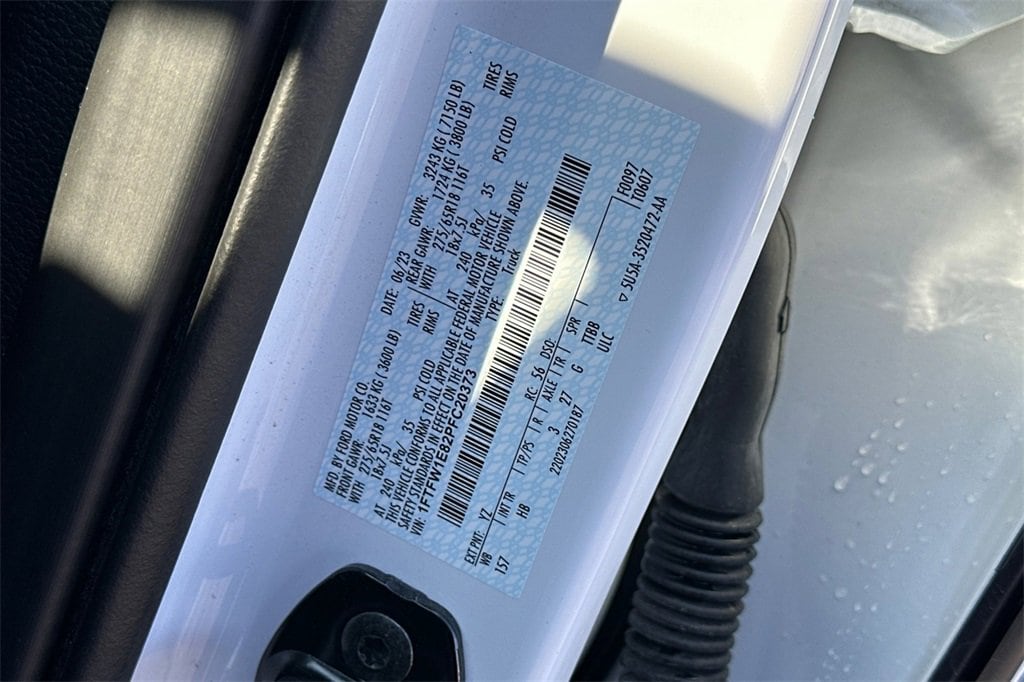 MFD. BY FORD MOTOR CO. DATE: 06/23 GVWR: 3243 KG ( 7150 LB)
FRONT GAWR: 1633 KG (3600 LB) REAR GAWR: 1724 KG ( 3800 LB)
WITH 275/65R18 116T TIRES WITH 275/65R18 116T TIRES
18x7.5J RIMS 18x7.5J RIMS
AT 240 kPa/ 35 PSI COLD AT 240 kPa/ 35 PSI COLD
THIS VEHICLE CONFORMS TO ALL APPLICABLE FEDERAL MOTOR VEHICLE
SAFETY STANDARDS IN EFFECT ON THE DATE OF MANUFACTURE SHOWN ABOVE.
VIN: 1FTFW1E82PFC20373 TYPE: Truck
EXT PNT: YZ RC: 56 DSO: F0097
WB INT TR TP/PS R AXLE TR SPR T0607
157 HB 3 27 G TTBB
2202306270187 ULC
▽ 5U5A-3520472-AA